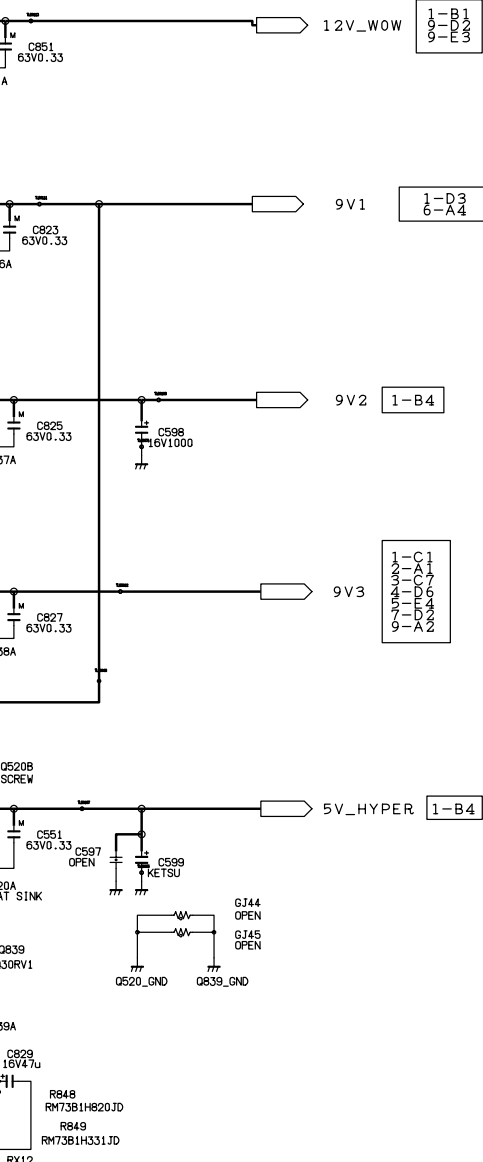 12V_WOW
1-B1
9-D2
9-E3
M
C851
63V0.33
A
9V1
1-D3
6-A4
M
C823
63V0.33
6A
9V2
1-B4
M
C825
63V0.33
C598
16V1000
37A
9V3
1-C1
2-A1
3-C7
4-D6
5-E4
7-D2
9-A2
M
C827
63V0.33
38A
Q520B
SCREW
5V_HYPER
1-B4
M
C551
63V0.33
C597
OPEN
C599
KETSU
20A
AT SINK
GJ44
OPEN
GJ45
OPEN
Q839
030RV1
Q520_GND
Q839_GND
39A
C829
16V47u
R848
RM73B1H820JD
R849
RM73B1H331JD
RX12